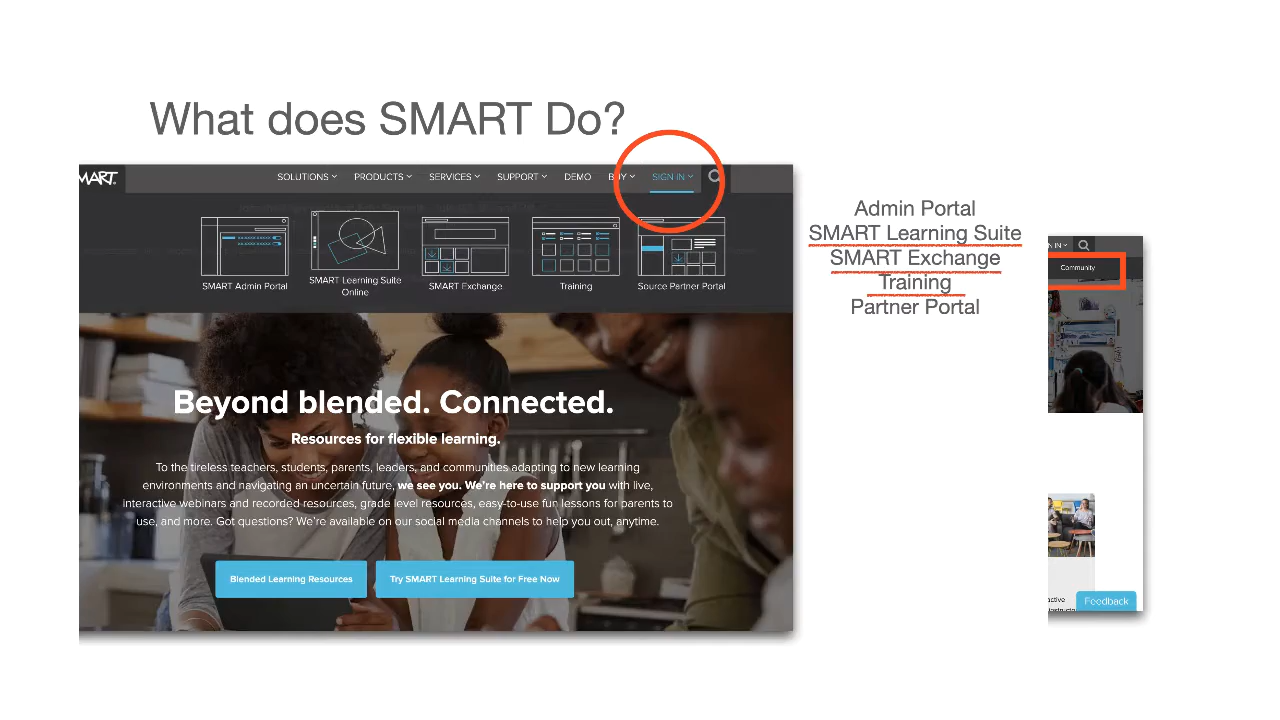 What does SMART Do?
MART
SOLUTIONS PRODUCTS SERVICES SUPPORT DEMO BUY SIGN IN
SMART Admin Portal
SMART Learning Suite
Online
SMART Exchange
Training
Source Partner Portal
Beyond blended. Connected.
Resources for flexible learning.
To the tireless teachers, students, parents, leaders, and communities adapting to new learning
environments and navigating an uncertain future, we see you. We're here to support you with live,
interactive webinars and recorded resources, grade level resources, easy-to-use fun lessons for parents to
use, and more. Got questions? We're available on our social media channels to help you out, anytime.
Blended Learning Resources
Try SMART Learning Suite for Free Now
Admin Portal
SMART Learning Suite
SMART Exchange
Training
Partner Portal
N IN
Community
active
Feedback